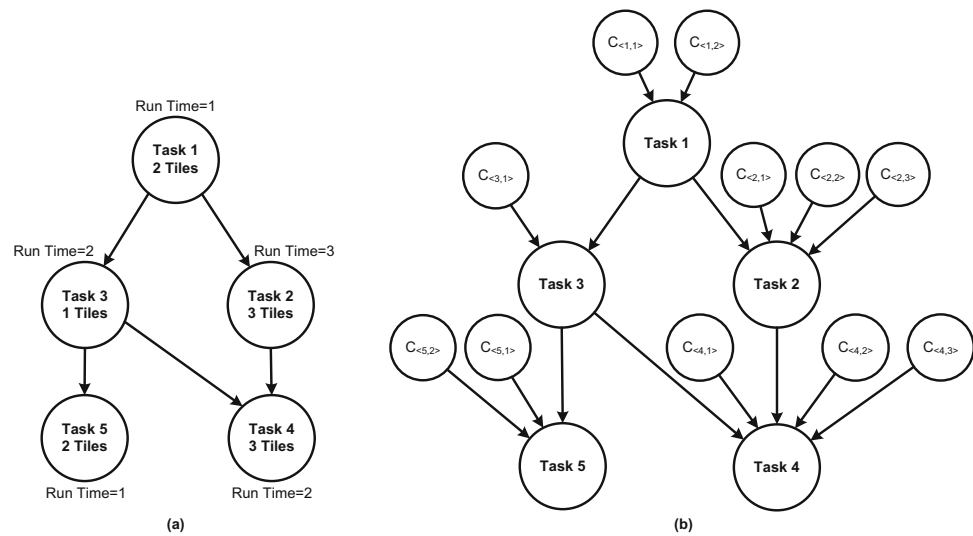 Run Time=1
Task 1
2 Tiles
Run Time=2
Run Time=3
Task 3
1 Tiles
Task 2
3 Tiles
Task 5
2 Tiles
Task 4
3 Tiles
Run Time=1
Run Time=2
(a)
C<1,1>
C<1,2>
Task 1
C<3,1>
C<2,1>
C<2,2>
C<2,3>
Task 3
Task 2
C<5,2>
C<5,1>
C<4,1>
C<4,2>
C<4,3>
Task 5
Task 4
(b)